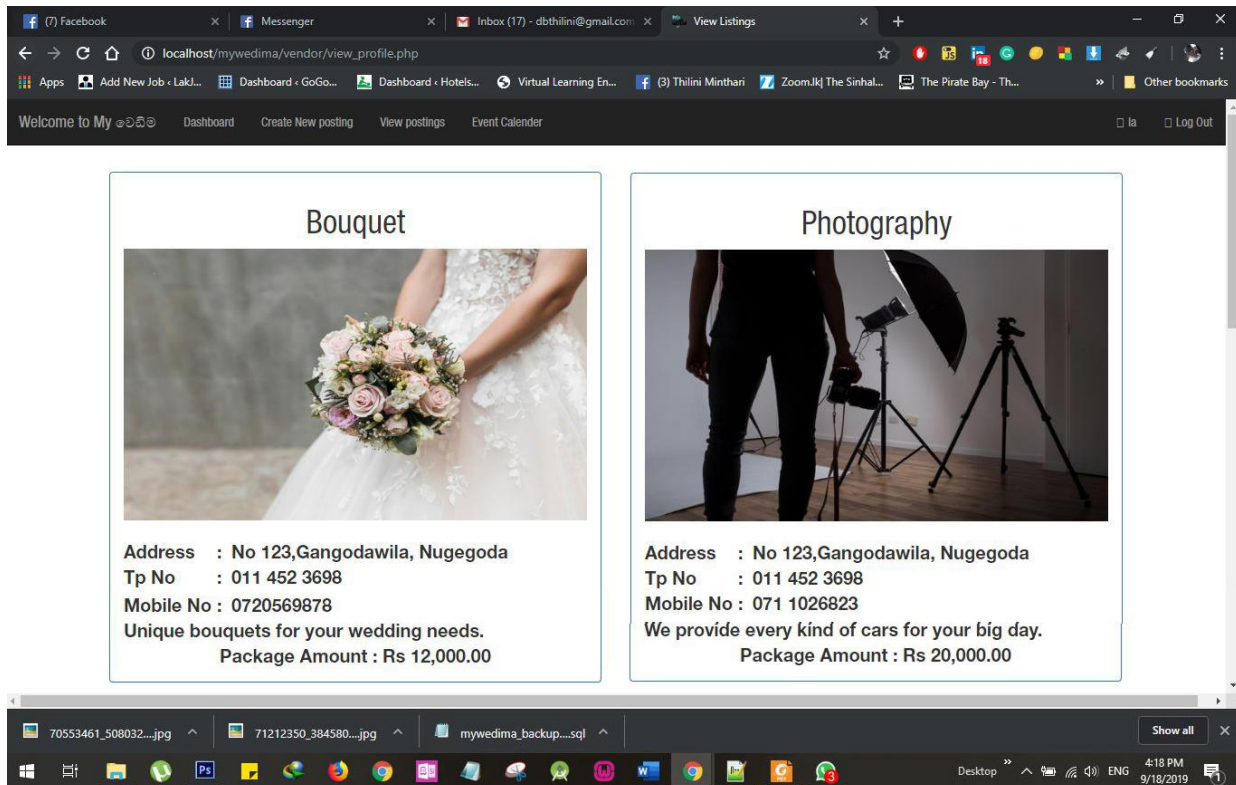 (7) Facebook
Messenger
Inbox (17) - dbthilini@gmail.com
View Listings
localhost/mywedima/vendor/view_profile.php
18
Apps
Add New Job ‹ LakJ...
Dashboard ‹ GoGo...
Dashboard ‹ Hotels...
Virtual Learning En...
(3) Thilini Minthari
Zoom.lk| The Sinhal...
The Pirate Bay - Th...
»
Other bookmarks
Welcome to My වෙඩිම
Dashboard
Create New posting
View postings
Event Calender
la
Log Out
Bouquet
Address : No 123,Gangodawila, Nugegoda
Tp No : 011 452 3698
Mobile No : 0720569878
Unique bouquets for your wedding needs.
Package Amount : Rs 12,000.00
Photography
Address : No 123,Gangodawila, Nugegoda
Tp No : 011 452 3698
Mobile No : 071 1026823
We provide every kind of cars for your big day.
Package Amount : Rs 20,000.00
70553461_508032....jpg
71212350_384580....jpg
mywedima_backup....sql
Show all
Ps
Desktop
»
ENG
4:18 PM
9/18/2019